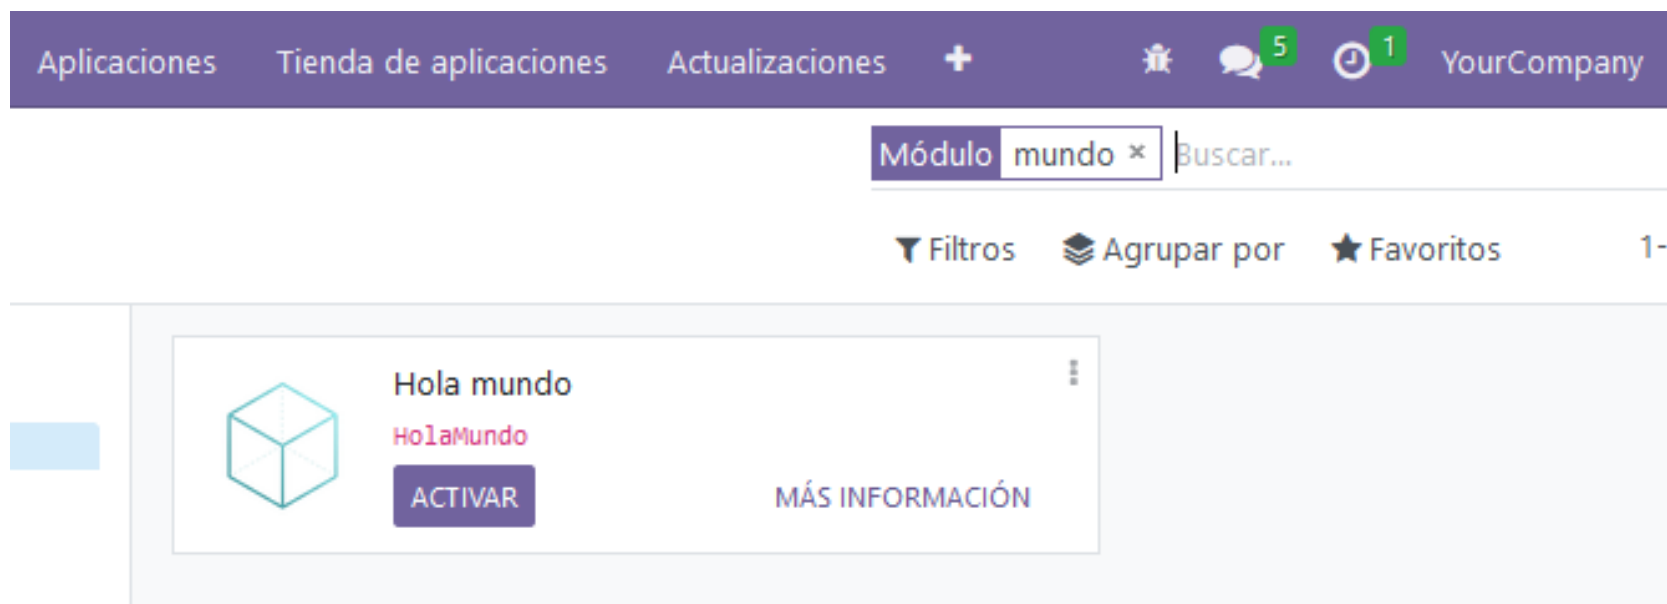 Aplicaciones Tienda de aplicaciones Actualizaciones 5 1 YourCompany
Módulo mundo × Buscar...
Filtros Agrupar por Favoritos 1-
Hola mundo
HolaMundo
ACTIVAR MÁS INFORMACIÓN